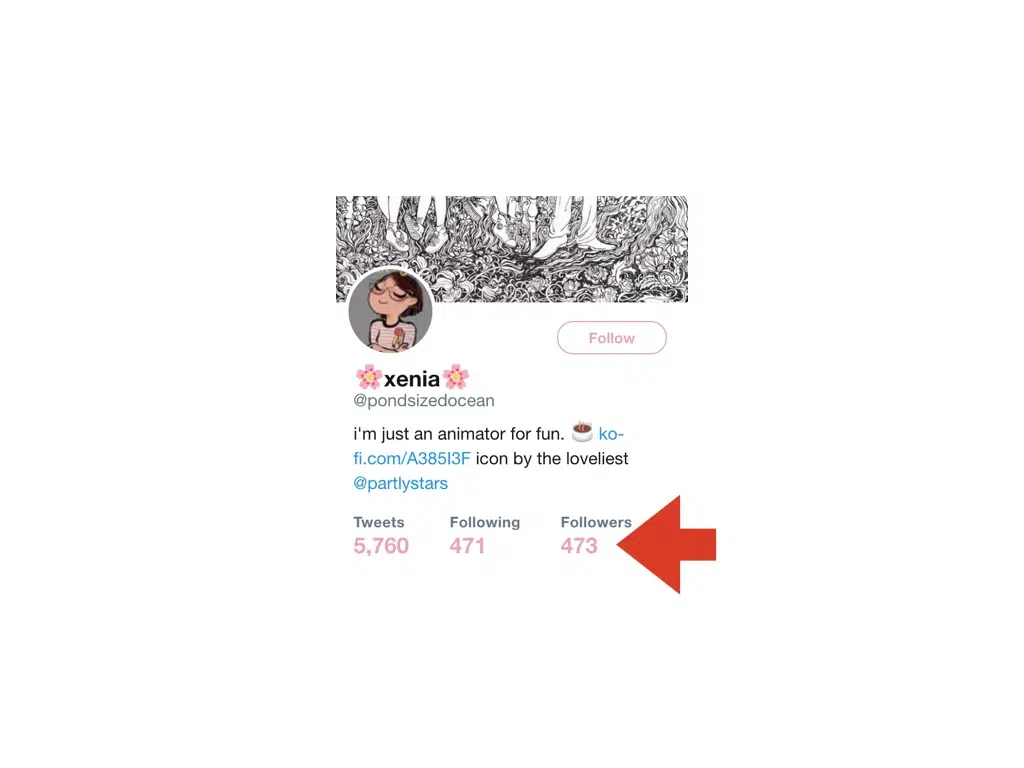 Follow
🌸xenia🌸
@pondsizedocean
i'm just an animator for fun. ☕ ko-
fi.com/A385I3F icon by the loveliest
@partlystars
Tweets Following Followers
5,760 471 473